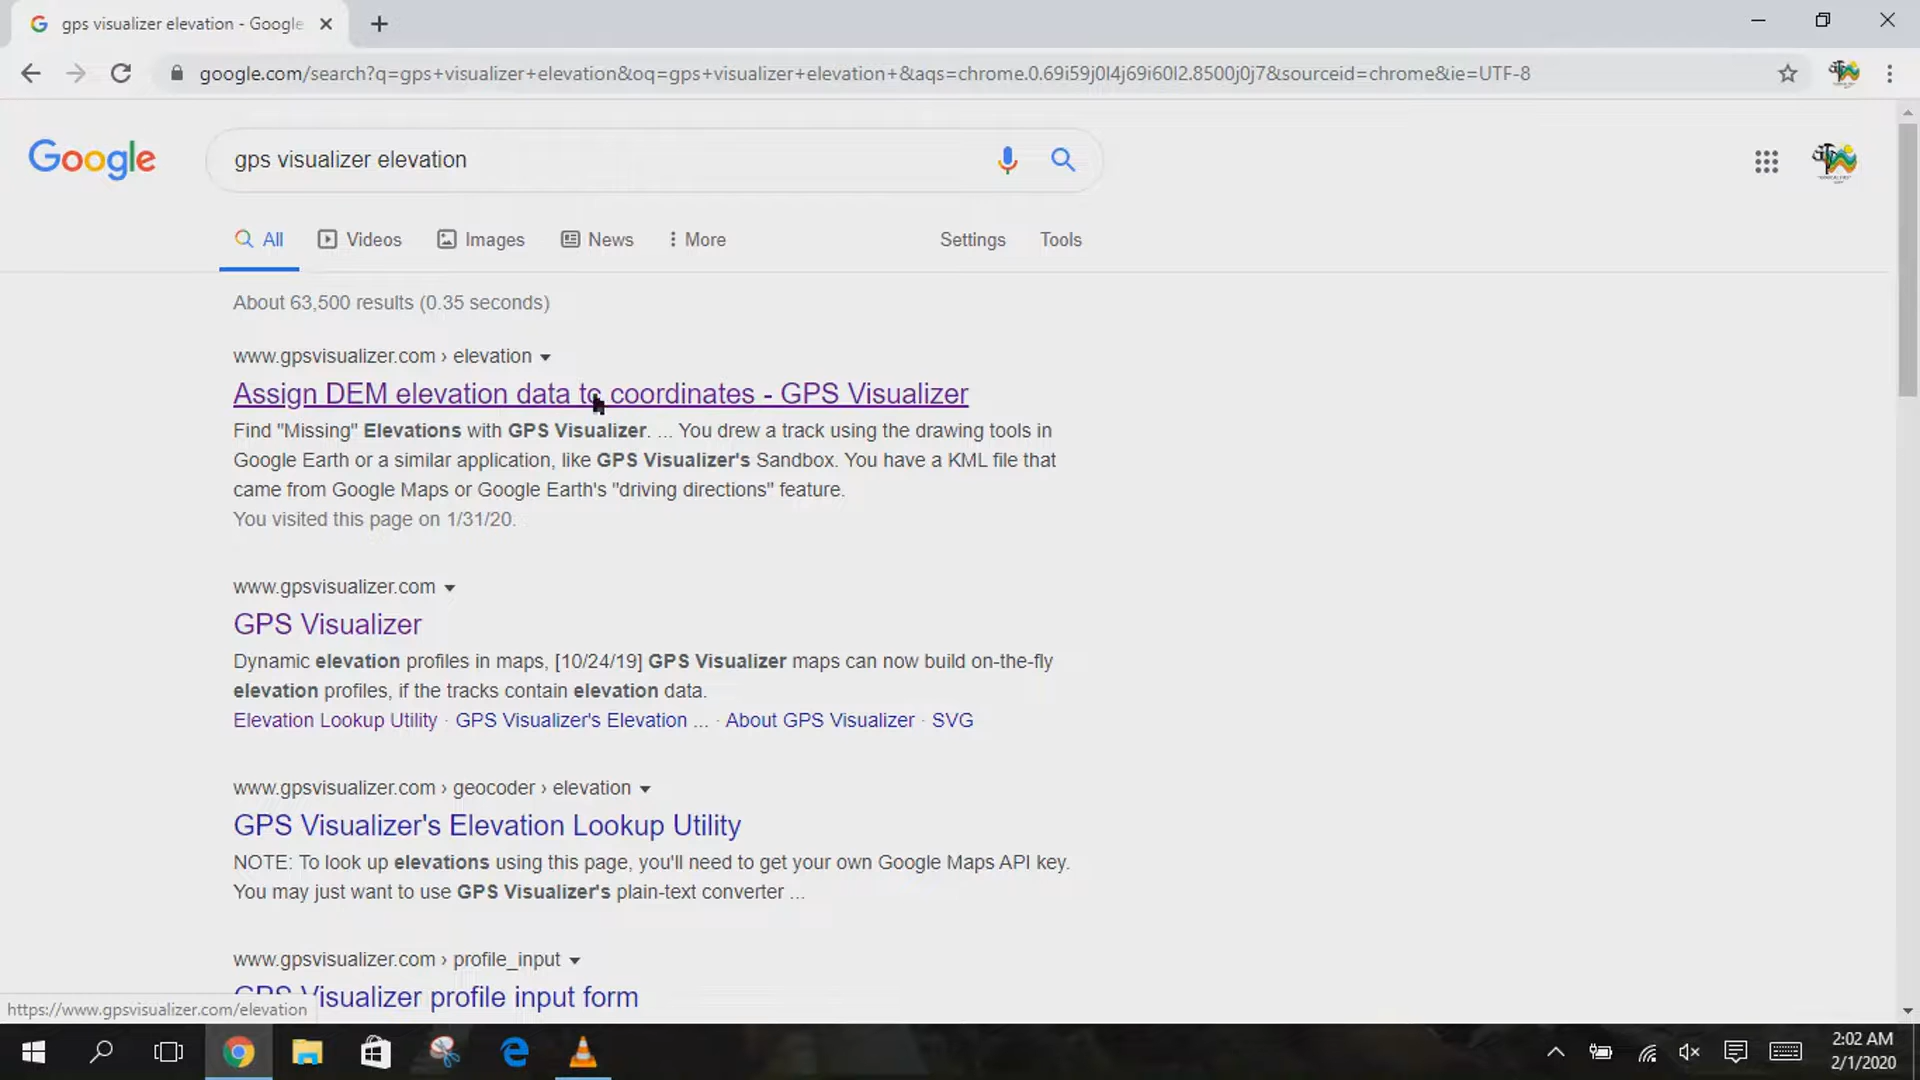 gps visualizer elevation - Google
google.com/search?q=gps+visualizer+elevation&oq=gps+visualizer+elevation+&aqs=chrome.0.69i59j0l4j69i60l2.8500j0j7&sourceid=chrome&ie=UTF-8
Google
gps visualizer elevation
All Videos Images News More Settings Tools
About 63,500 results (0.35 seconds)
www.gpsvisualizer.com › elevation
Assign DEM elevation data to coordinates - GPS Visualizer
Find "Missing" Elevations with GPS Visualizer. ... You drew a track using the drawing tools in
Google Earth or a similar application, like GPS Visualizer's Sandbox. You have a KML file that
came from Google Maps or Google Earth's "driving directions" feature.
You visited this page on 1/31/20.
www.gpsvisualizer.com
GPS Visualizer
Dynamic elevation profiles in maps, [10/24/19] GPS Visualizer maps can now build on-the-fly
elevation profiles, if the tracks contain elevation data.
Elevation Lookup Utility · GPS Visualizer's Elevation ... · About GPS Visualizer · SVG
www.gpsvisualizer.com › geocoder › elevation
GPS Visualizer's Elevation Lookup Utility
NOTE: To look up elevations using this page, you'll need to get your own Google Maps API key.
You may just want to use GPS Visualizer's plain-text converter ...
www.gpsvisualizer.com › profile_input
GPS Visualizer profile input form
https://www.gpsvisualizer.com/elevation
2:02 AM
2/1/2020